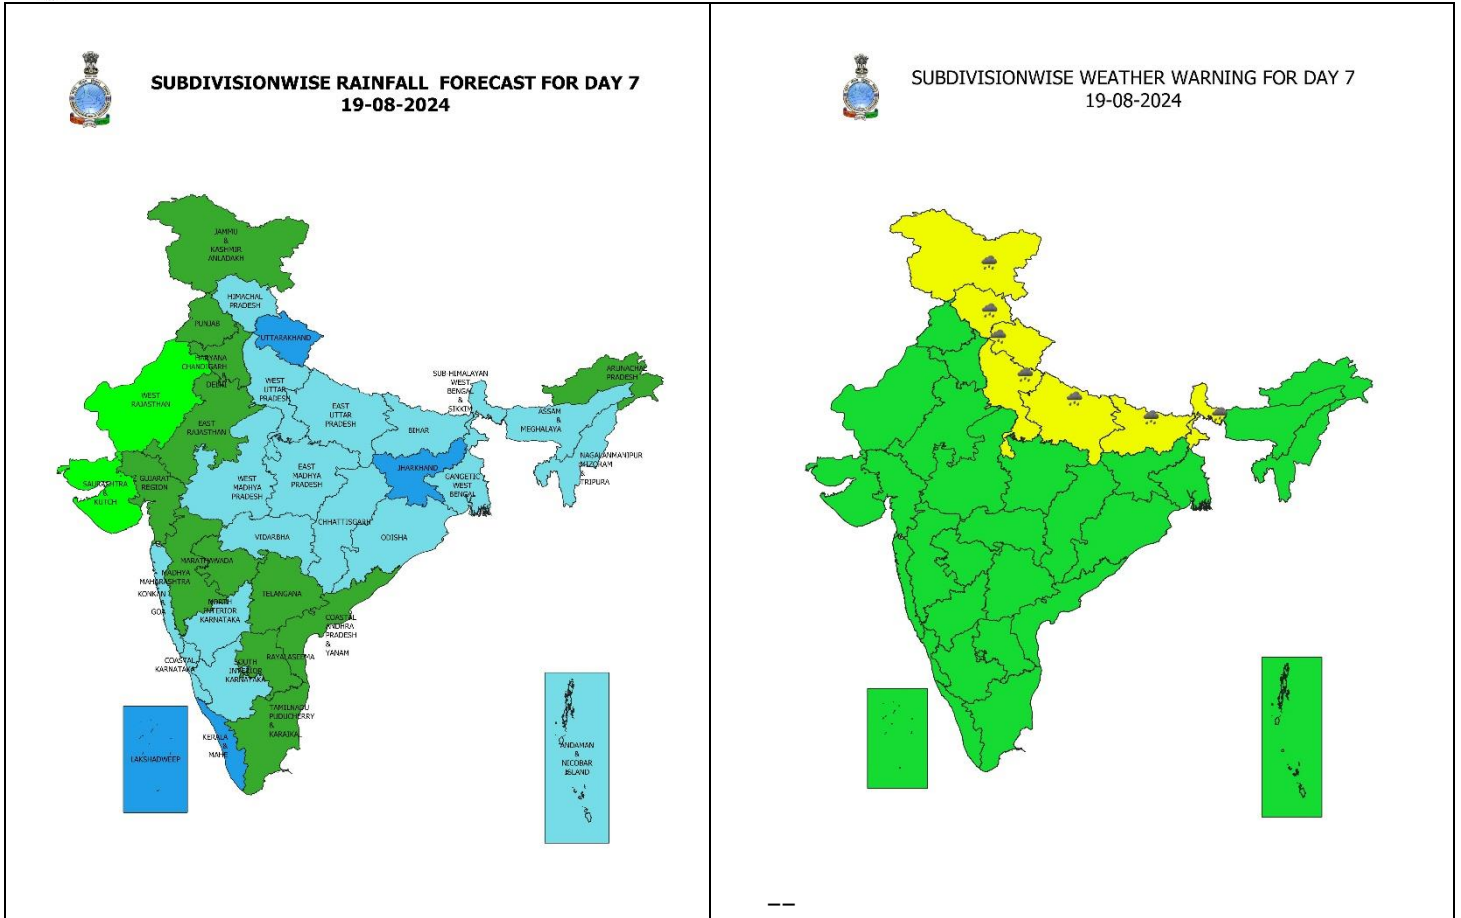 SUBDIVISIONWISE RAINFALL FORECAST FOR DAY 7
19-08-2024
JAMMU
&
KASHMIR
ANLADAKH
HIMACHAL
PRADESH
PUNJAB
UTTARAKHAND
HARYANA
CHANDIGARH
&
DELHI
WEST
RAJASTHAN
WEST
UTTAR
PRADESH
EAST
UTTAR
PRADESH
SUB HIMALAYAN
WEST
BENGAL
&
SIKKIM
ARUNACHAL
PRADESH
EAST
RAJASTHAN
BIHAR
ASSAM
&
MEGHALAYA
NAGALANMANIPUR
MIZORAM
&
TRIPURA
SAURASHTRA
&
KUTCH
GUJARAT
REGION
WEST
MADHYA
PRADESH
EAST
MADHYA
PRADESH
JHARKHAND
GANGETIC
WEST
BENGAL
CHHATTISGARH
VIDARBHA
ODISHA
MARATHAWADA
MADHYA
MAHARASHTRA
KONKAN
&
GOA
NORTH
INTERIOR
KARNATAKA
TELANGANA
COASTAL
ANDHRA
PRADESH
&
YANAM
COASTAL
KARNATAKA
SOUTH
INTERIOR
KARNATAKA
RAYALASEEMA
TAMILNADU
PUDUCHERRY
&
KARAIKAL
KERALA
&
MAHE
LAKSHADWEEP
ANDAMAN
&
NICOBAR
ISLAND
SUBDIVISIONWISE WEATHER WARNING FOR DAY 7
19-08-2024